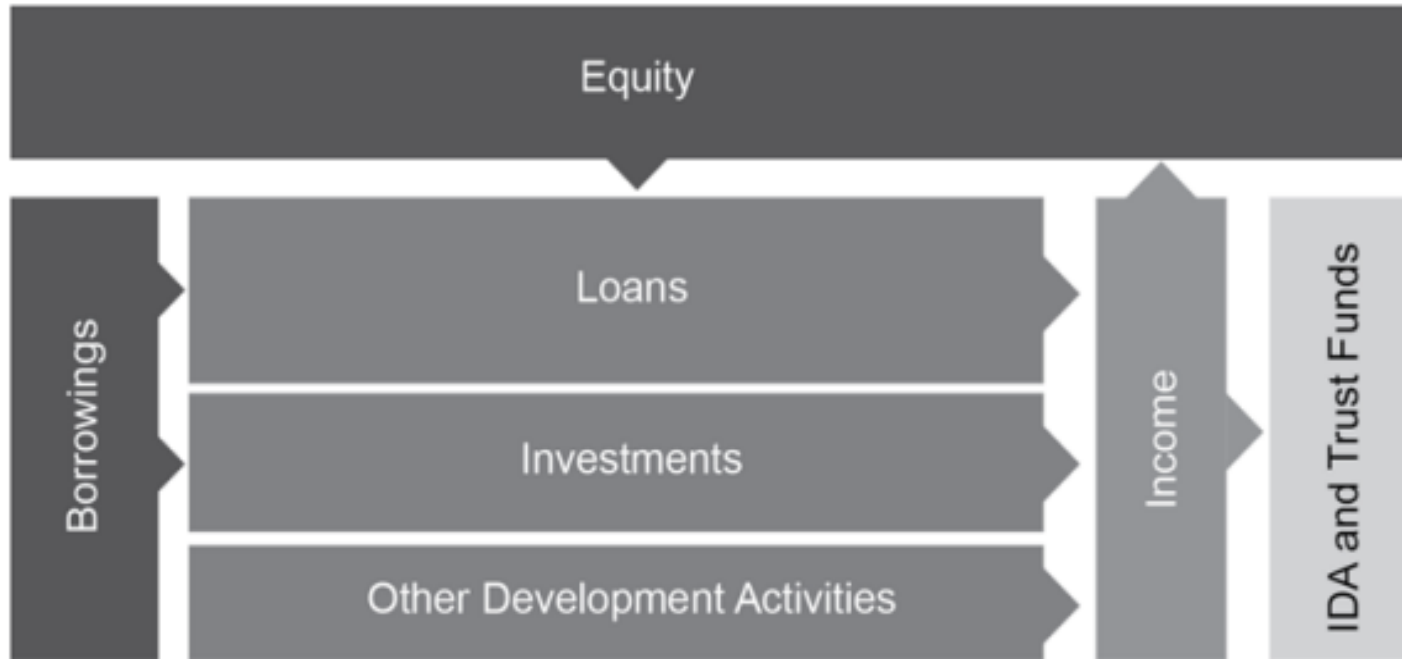 Equity
Borrowings
Loans
Investments
Other Development Activities
Income
IDA and Trust Funds